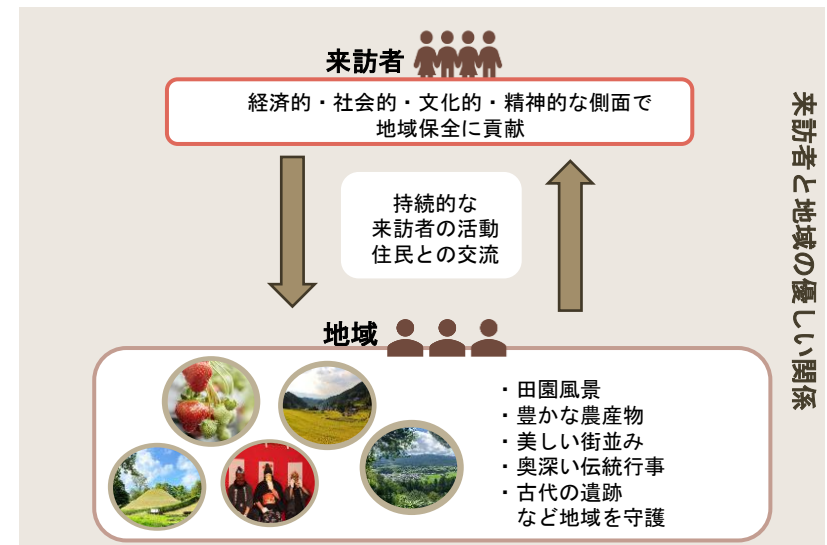 来訪者
経済的・社会的・文化的・精神的な側面で
地域保全に貢献
持続的な
来訪者の活動
住民との交流
地域
・田園風景
・豊かな農産物
・美しい街並み
・奥深い伝統行事
・古代の遺跡
など地域を守護
来訪者と地域の優しい関係